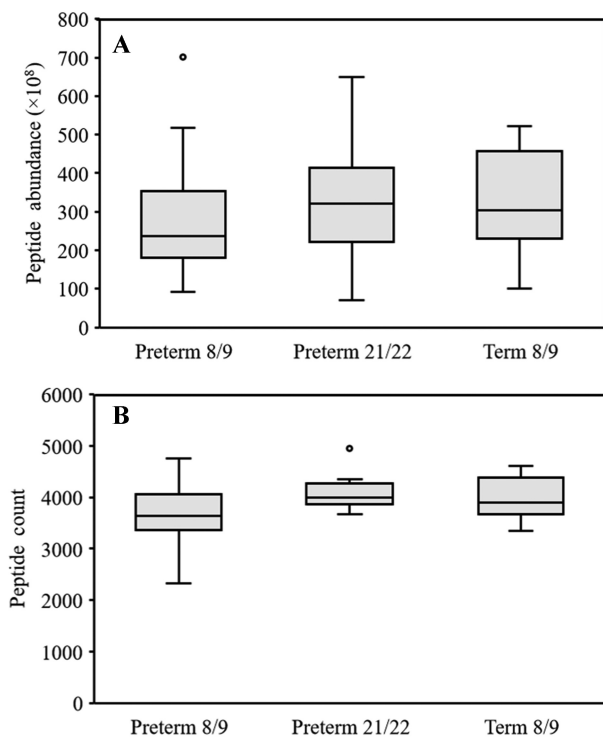 A
Peptide abundance (×10⁸)
800
700
600
500
400
300
200
100
0
Preterm 8/9 Preterm 21/22 Term 8/9
B
Peptide count
6000
5000
4000
3000
2000
1000
0
Preterm 8/9 Preterm 21/22 Term 8/9